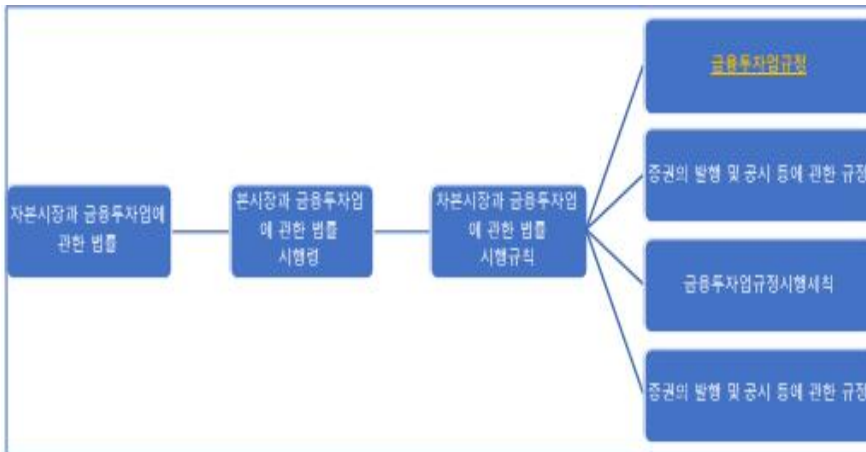 자본시장과 금융투자업에
관한 법률
본시장과 금융투자업
에 관한 법률
시행령
자본시장과 금융투자업
에 관한 법률
시행규칙
금융투자업규정
증권의 발행 및 공시 등에 관한 규정
금융투자업규정시행세칙
증권의 발행 및 공시 등에 관한 규정